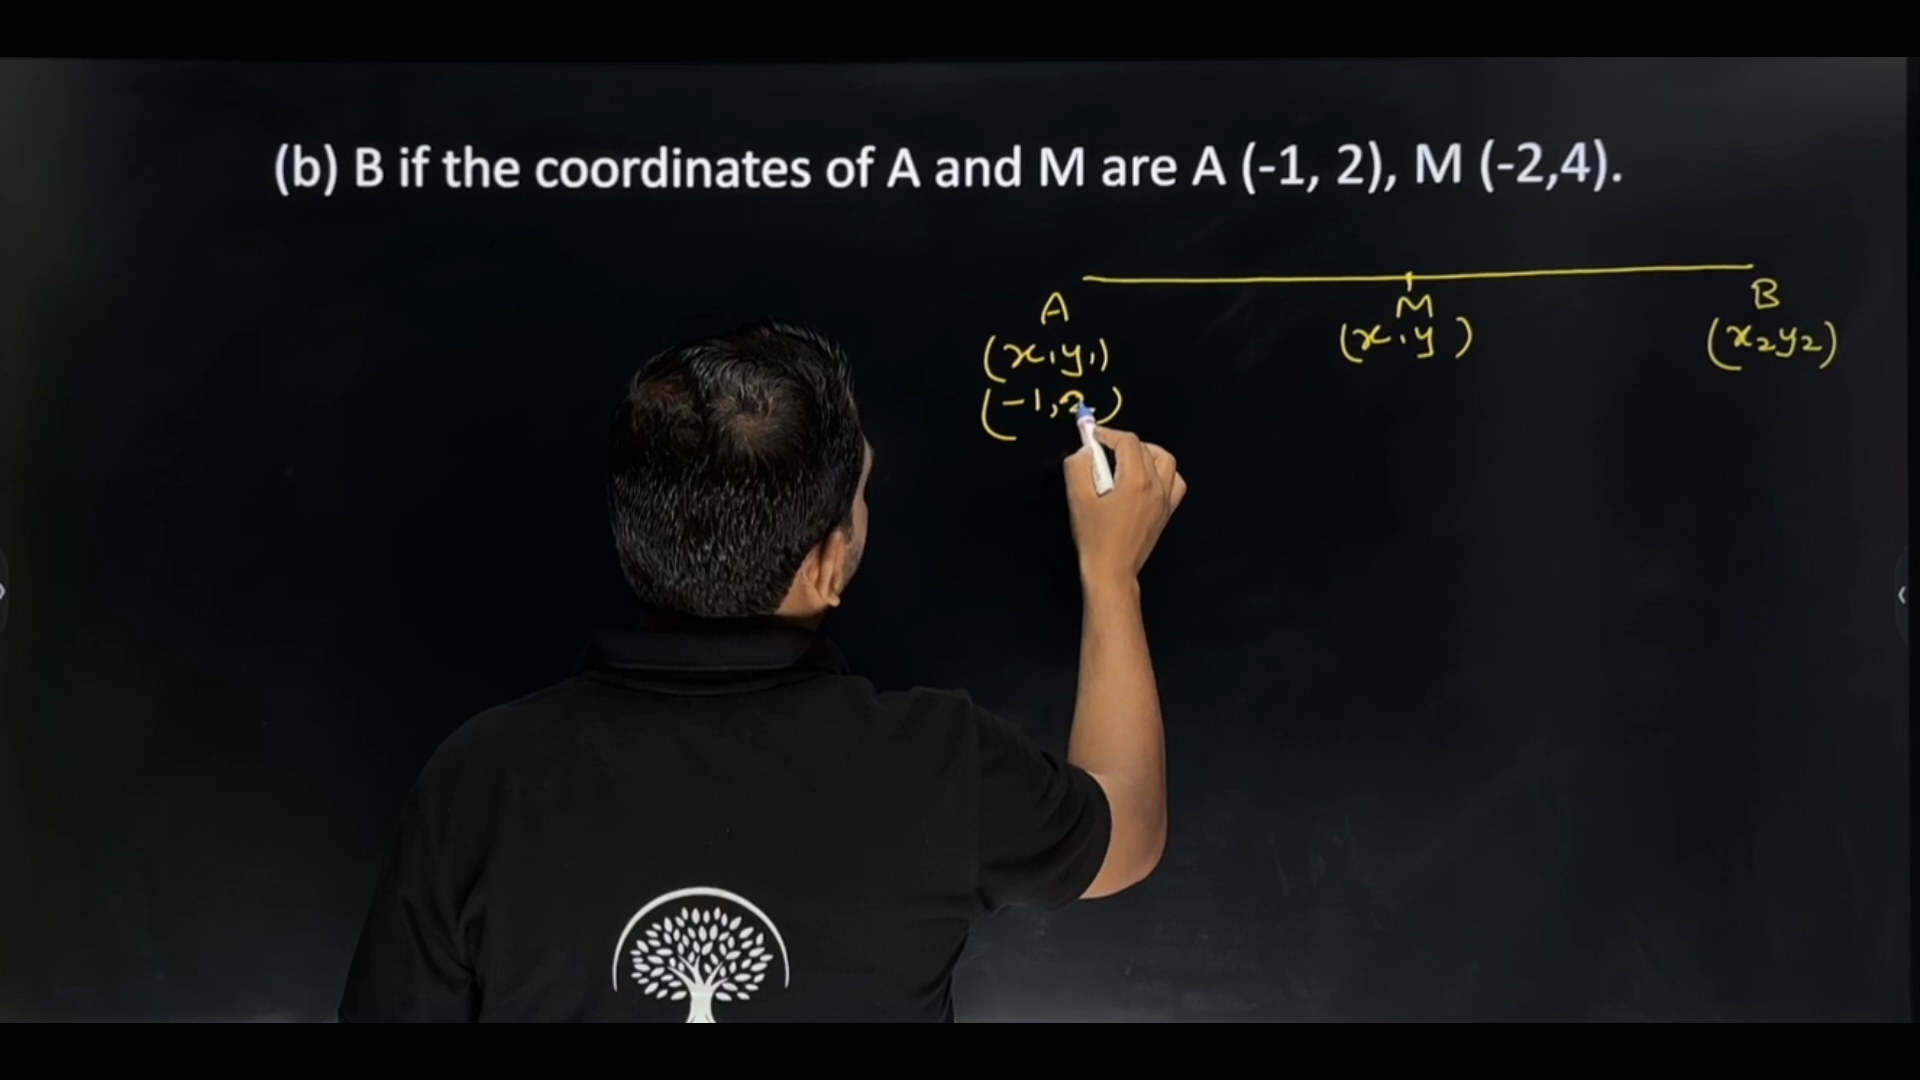 (b) B if the coordinates of A and M are A (-1, 2), M (-2,4).
A M B
(x₁y₁) (x,y) (x₂y₂)
(-1,2)